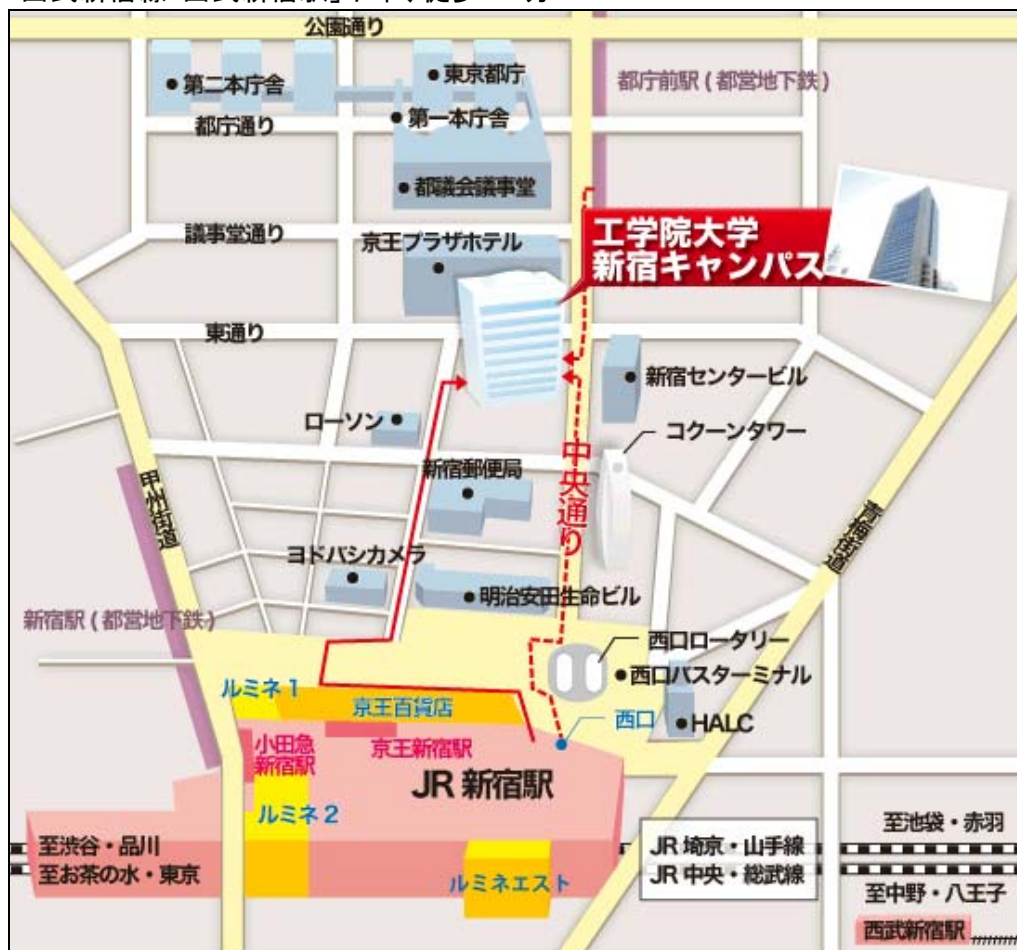 公園通り
第二本庁舎
東京都庁
都庁前駅 ( 都営地下鉄 )
都庁通り
第一本庁舎
都議会議事堂
議事堂通り
京王プラザホテル
工学院大学
新宿キャンパス
東通り
新宿センタービル
ローソン
コクーンタワー
中央通り
新宿郵便局
甲州街道
青梅街道
ヨドバシカメラ
明治安田生命ビル
新宿駅 ( 都営地下鉄 )
西口ロータリー
西口バスターミナル
ルミネ 1
京王百貨店
西口
HALC
小田急
新宿駅
京王新宿駅
JR 新宿駅
ルミネ 2
至渋谷・品川
至お茶の水・東京
ルミネエスト
JR 埼京・山手線
JR 中央・総武線
至池袋・赤羽
至中野・八王子
西武新宿駅